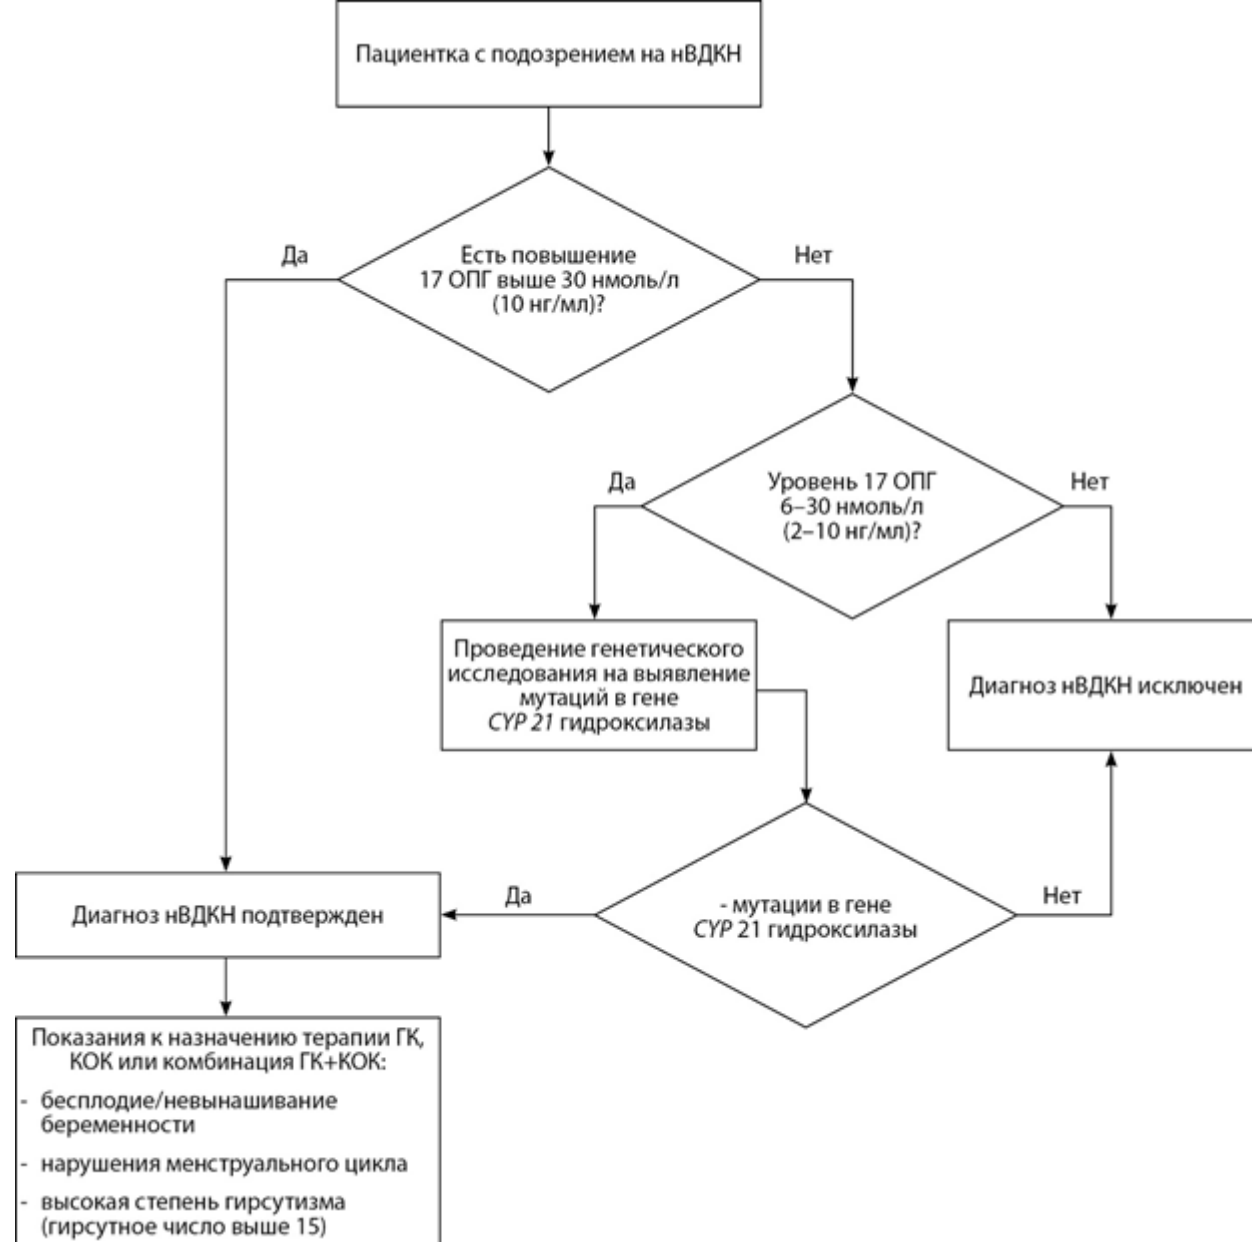 Пациентка с подозрением на нВДКН
Да
Есть повышение
17 ОПГ выше 30 нмоль/л
(10 нг/мл)?
Нет
Да
Уровень 17 ОПГ
6–30 нмоль/л
(2–10 нг/мл)?
Нет
Проведение генетического
исследования на выявление
мутаций в гене
CYP 21 гидроксилазы
Диагноз нВДКН исключен
Диагноз нВДКН подтвержден
Да
- мутации в гене
CYP 21 гидроксилазы
Нет
Показания к назначению терапии ГК,
КОК или комбинация ГК+КОК:
- бесплодие/невынашивание
беременности
- нарушения менструального цикла
- высокая степень гирсутизма
(гирсутное число выше 15)